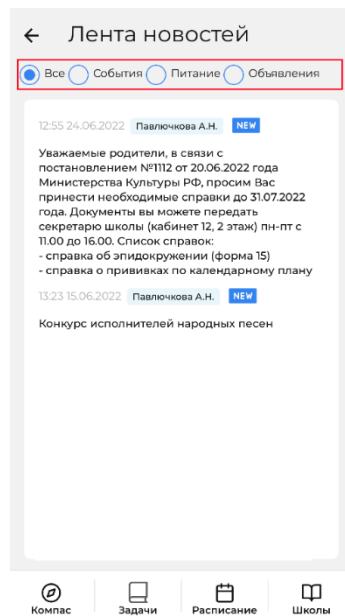 ← Лента новостей
Все События Питание Объявления
12:55 24.06.2022 Павлючкова А.Н. NEW
Уважаемые родители, в связи с
постановлением №1112 от 20.06.2022 года
Министерства Культуры РФ, просим Вас
принести необходимые справки до 31.07.2022
года. Документы вы можете передать
секретарю школы (кабинет 12, 2 этаж) пн-пт с
11.00 до 16.00. Список справок:
- справка об эпидокружении (форма 15)
- справка о прививках по календарному плану
13:23 15.06.2022 Павлючкова А.Н. NEW
Конкурс исполнителей народных песен
Компас Задачи Расписание Школы